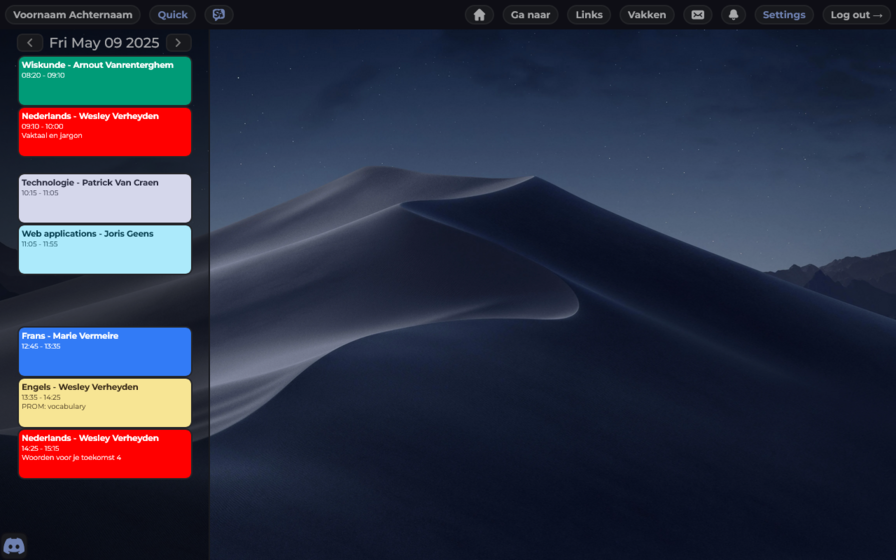 Voornaam Achternaam
Quick
Ga naar
Links
Vakken
Settings
Log out →
Fri May 09 2025
Wiskunde - Arnout Vanrenterghem
08:20 - 09:10
Nederlands - Wesley Verheyden
09:10 - 10:00
Vaktaal en jargon
Technologie - Patrick Van Craen
10:15 - 11:05
Web applications - Joris Geens
11:05 - 11:55
Frans - Marie Vermeire
12:45 - 13:35
Engels - Wesley Verheyden
13:35 - 14:25
PROM: vocabulary
Nederlands - Wesley Verheyden
14:25 - 15:15
Woorden voor je toekomst 4